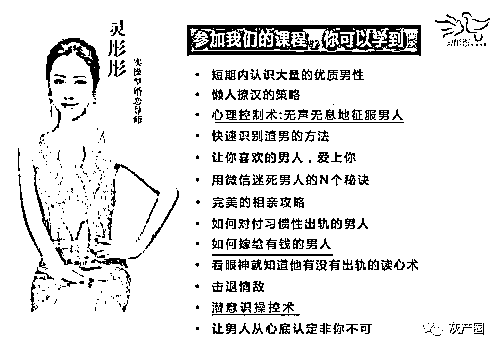 灵彤彤
实操型婚恋导师
参加我们的课程，你可以学到
• 短期内认识大量的优质男性
• 懒人撩汉的策略
• 心理控制术:无声无息地征服男人
• 快速识别渣男的方法
• 让你喜欢的男人，爱上你
• 用微信迷死男人的N个秘诀
• 完美的相亲攻略
• 如何对付习惯性出轨的男人
• 如何嫁给有钱的男人
• 看眼神就知道他有没有出轨的读心术
• 击退情敌
• 潜意识操控术
• 让男人从心底认定非你不可
灰产圈